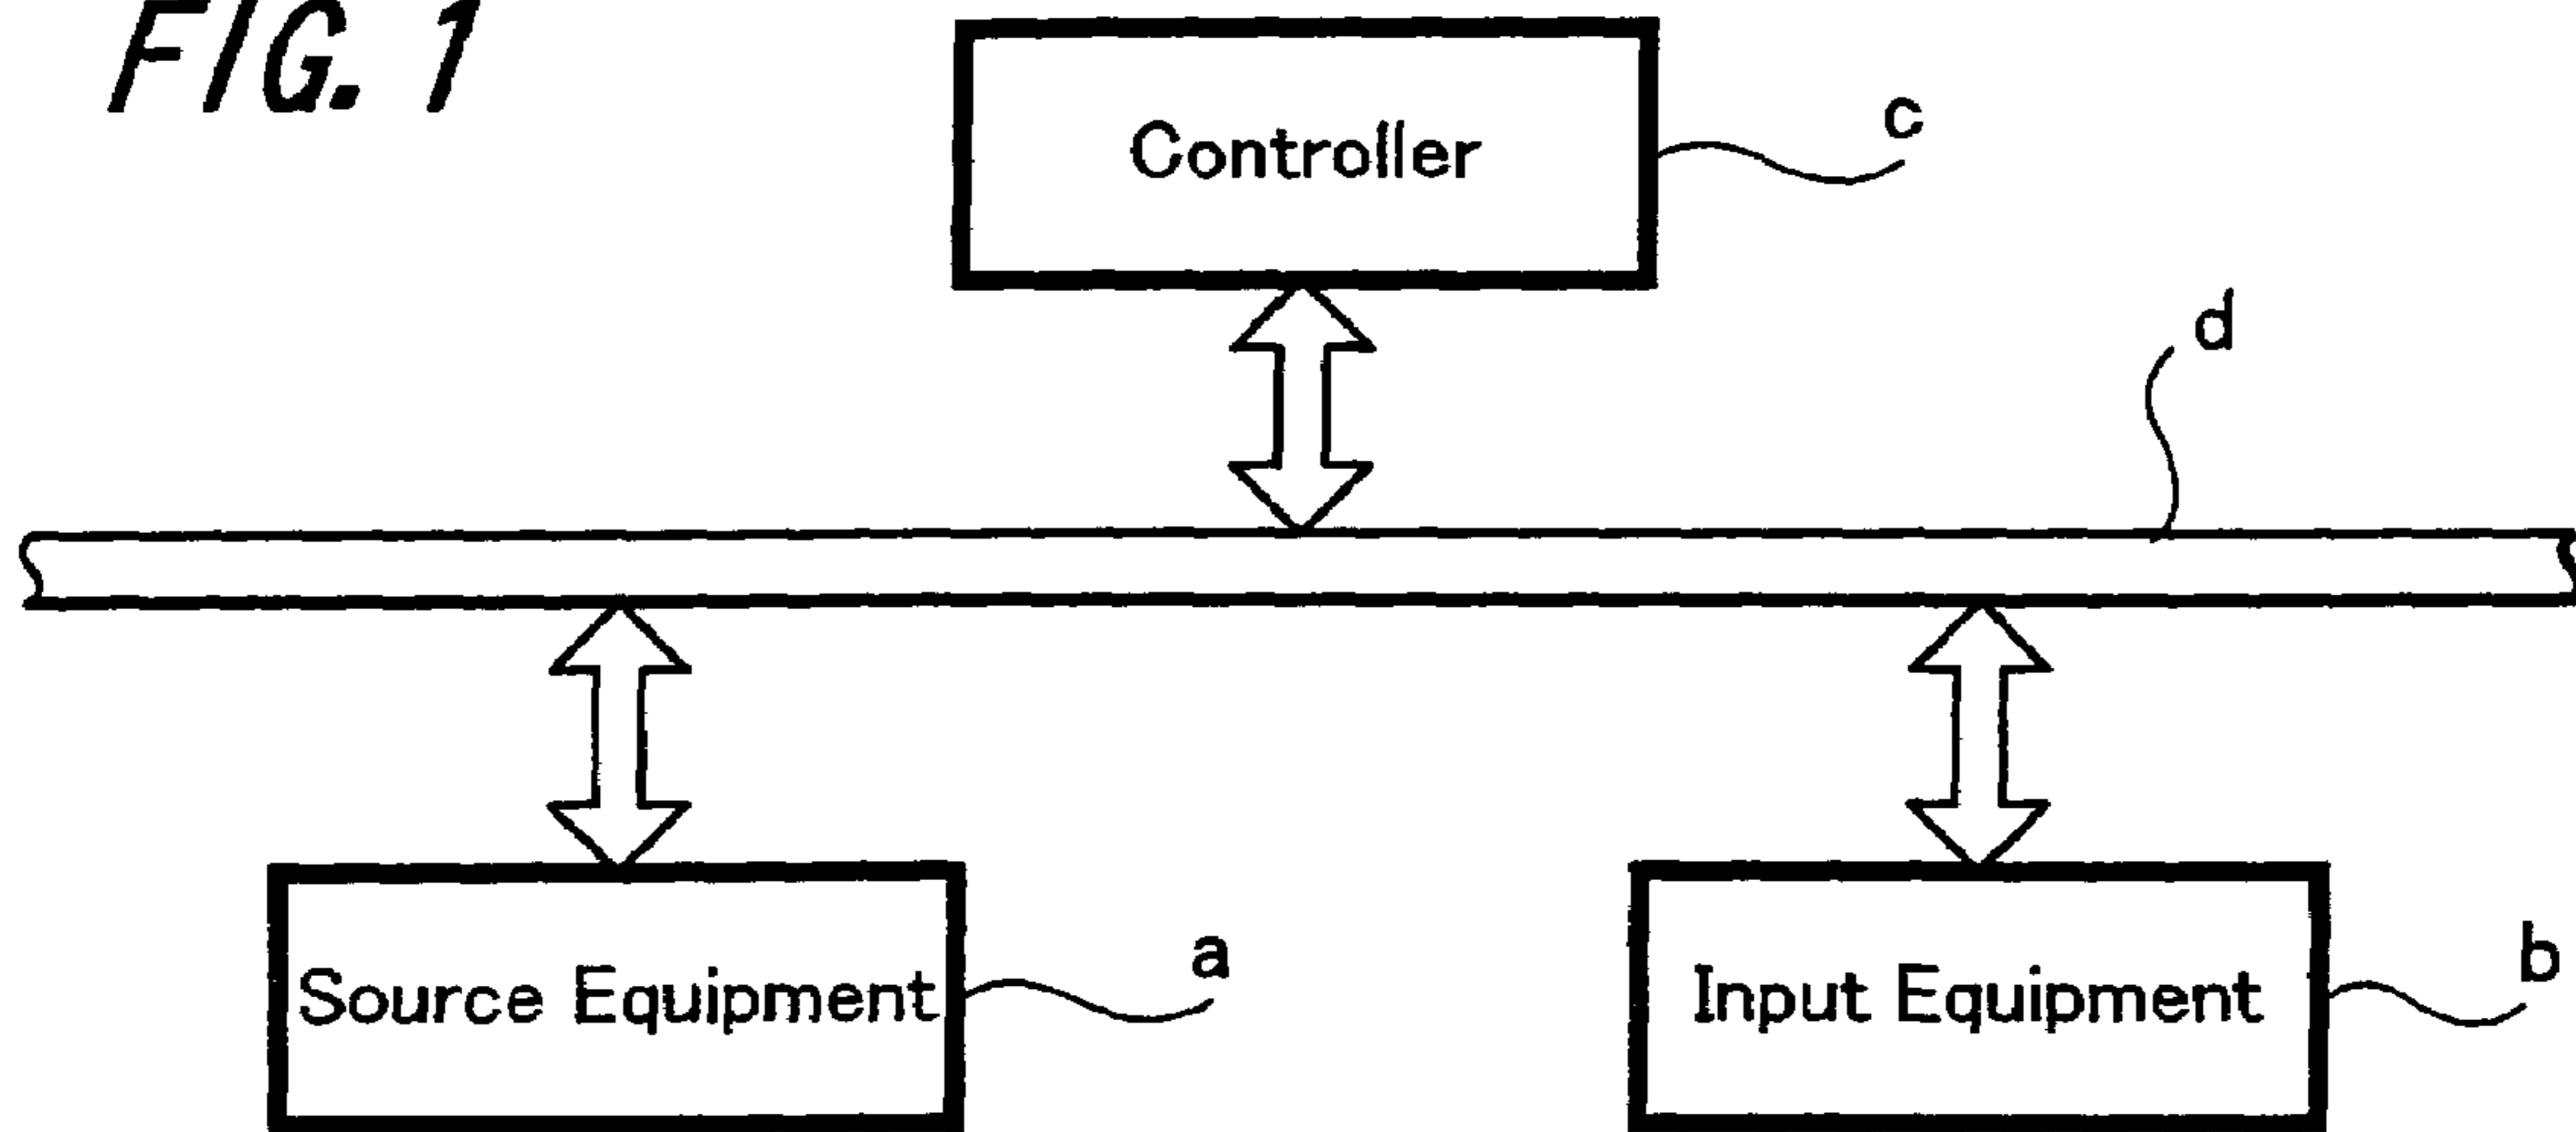 FIG. 1
Controller
c
d
Source Equipment
a
Input Equipment
b